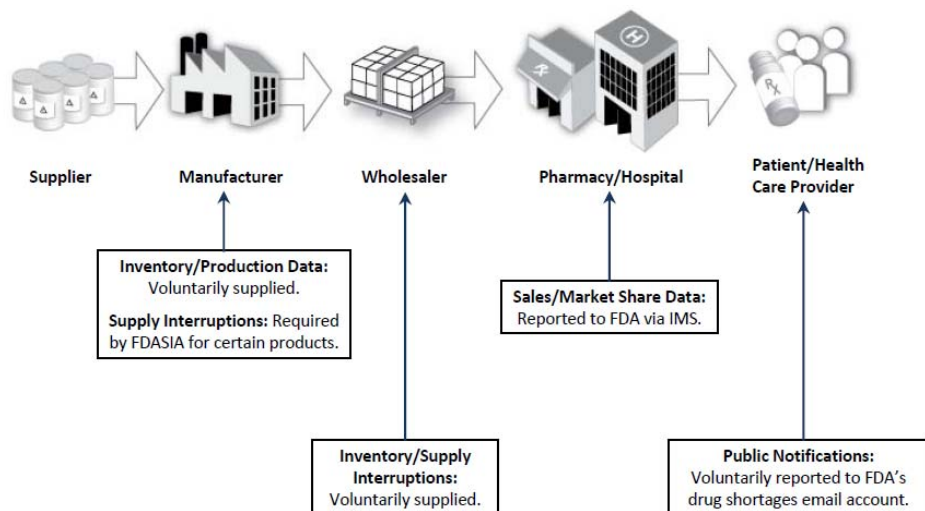 Supplier
Manufacturer
Wholesaler
Pharmacy/Hospital
Patient/Health
Care Provider
Inventory/Production Data:
Voluntarily supplied.
Supply Interruptions: Required
by FDASIA for certain products.
Sales/Market Share Data:
Reported to FDA via IMS.
Inventory/Supply
Interruptions:
Voluntarily supplied.
Public Notifications:
Voluntarily reported to FDA’s
drug shortages email account.
H
Rx
Rx